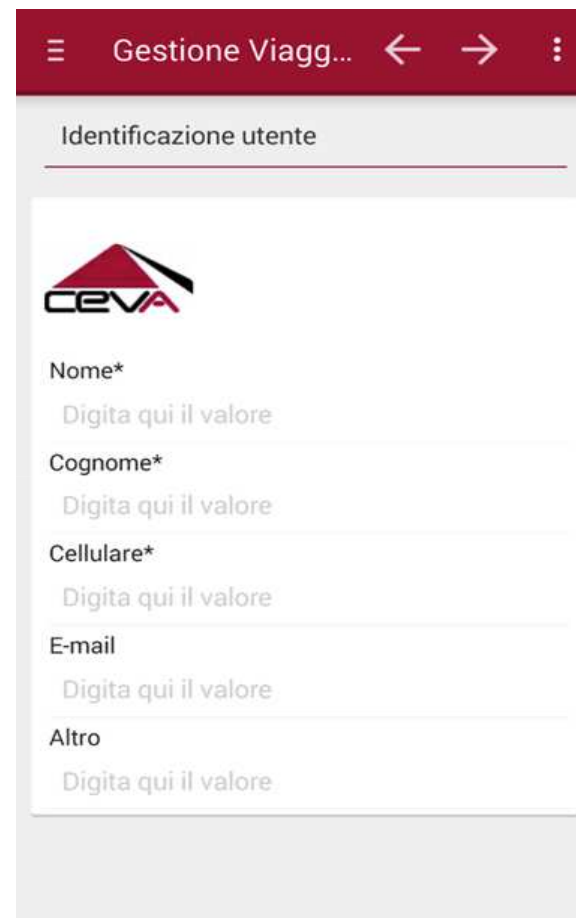 Gestione Viagg...
Identificazione utente
CEVA
Nome*
Digita qui il valore
Cognome*
Digita qui il valore
Cellulare*
Digita qui il valore
E-mail
Digita qui il valore
Altro
Digita qui il valore